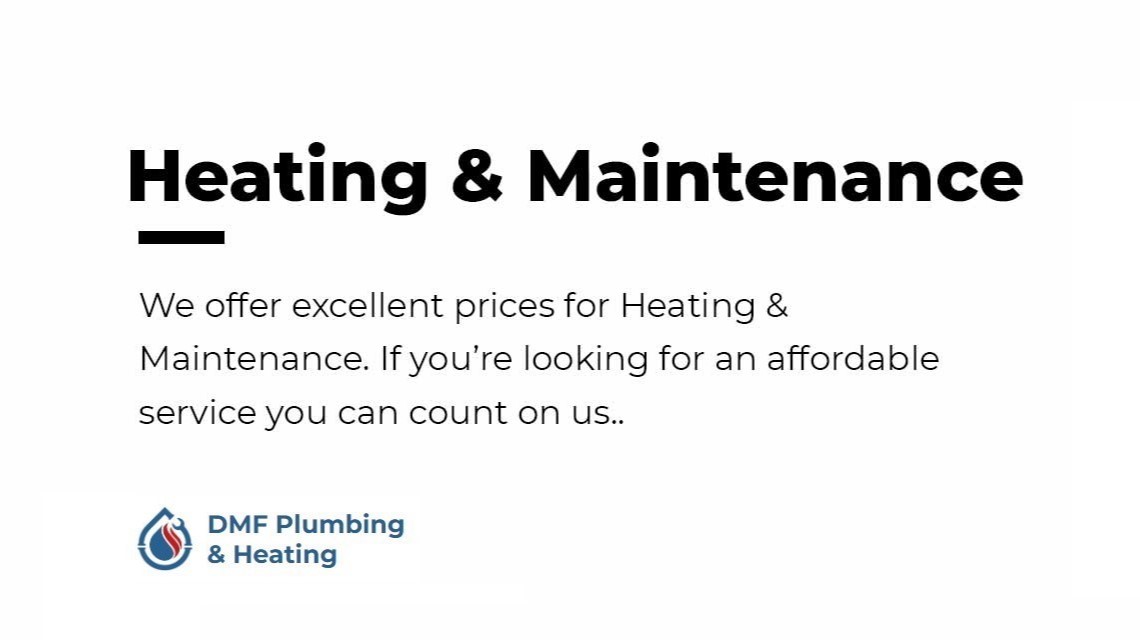 Heating & Maintenance
We offer excellent prices for Heating &
Maintenance. If you’re looking for an affordable
service you can count on us..
DMF Plumbing
& Heating